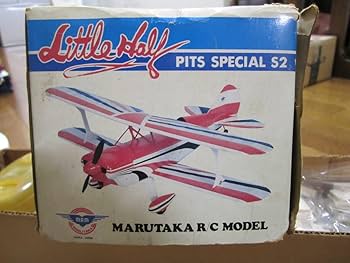 Little Half
PITS SPECIAL S2
MARUTAKA R/C MODEL